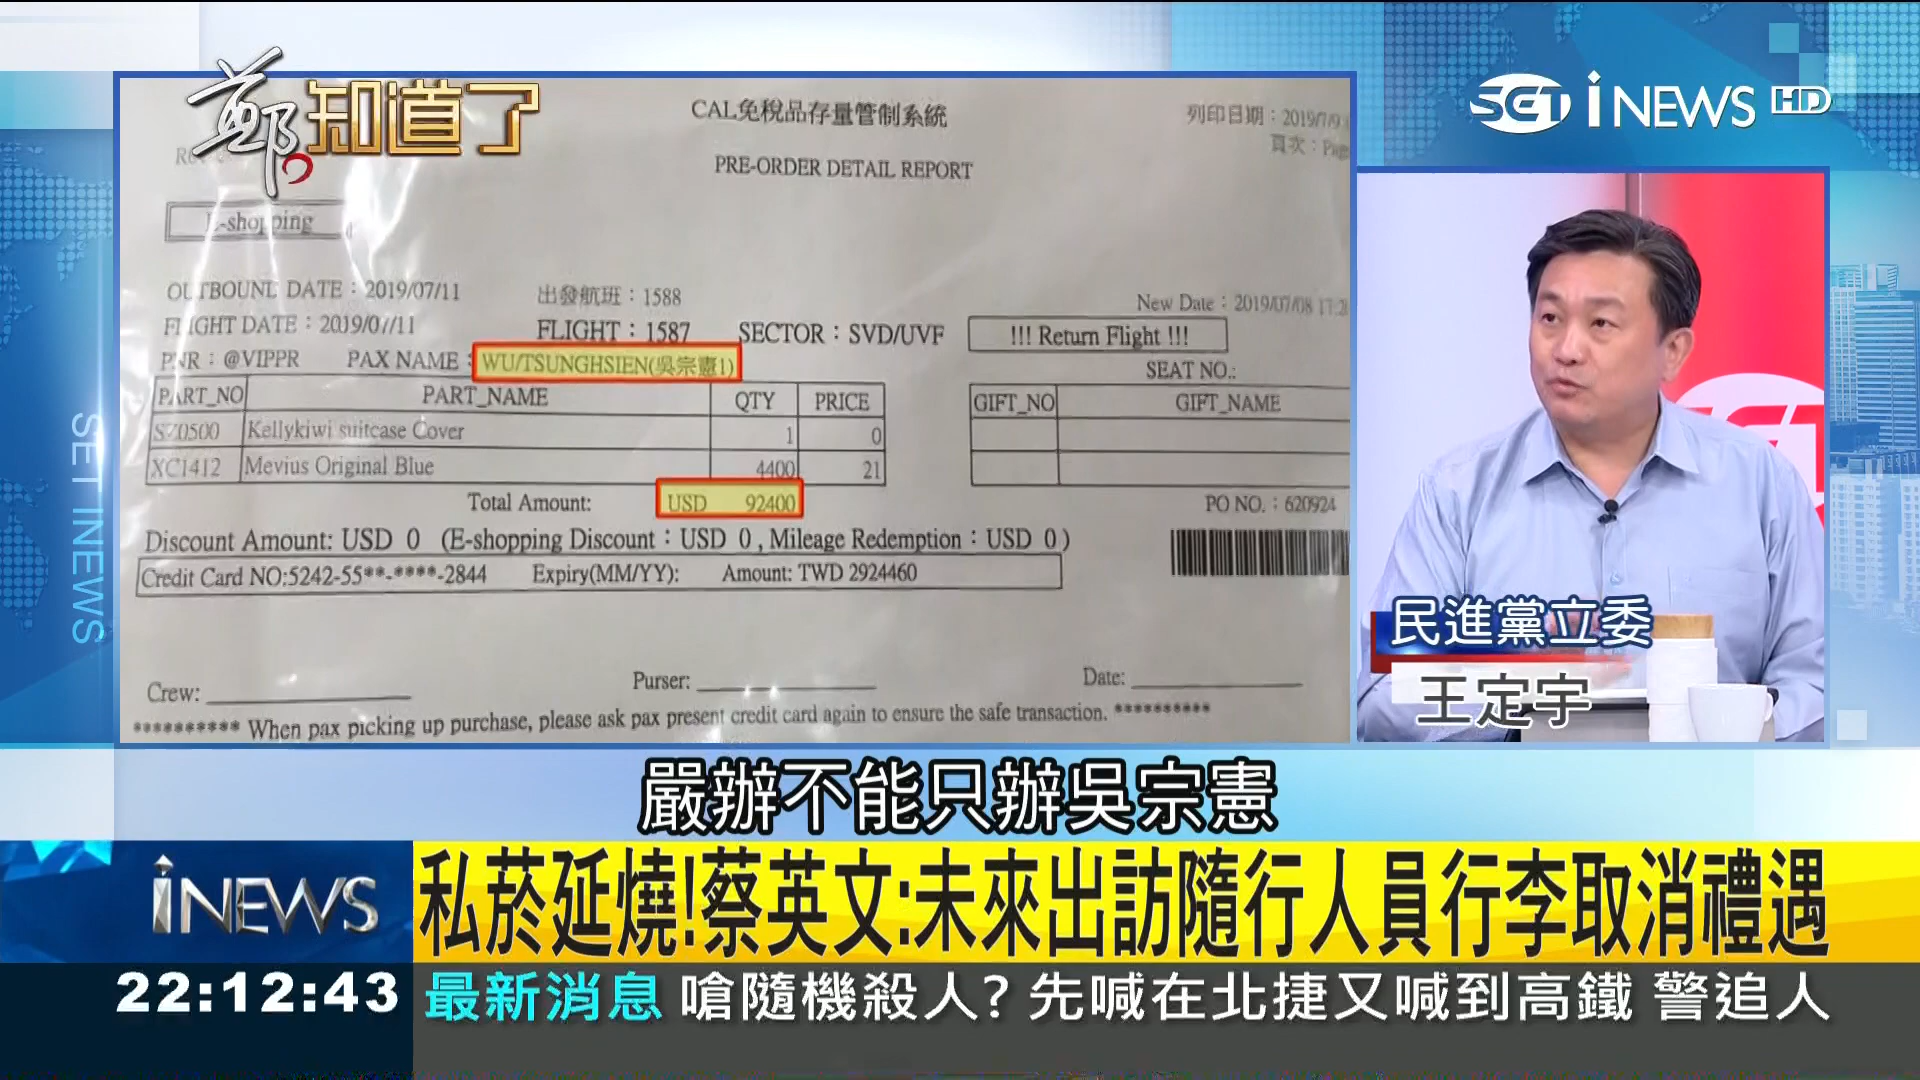 鄭知道了
SET iNEWS HD
CAL免稅品存量管制系統
列印日期：2019/7/9
頁次：Page
PRE-ORDER DETAIL REPORT
E-shopping
OUTBOUND DATE：2019/07/11
出發航班：1588
New Date：2019/07/08 17:2
FLIGHT DATE：2019/07/11
FLIGHT：1587
SECTOR：SVD/UVF
!!! Return Flight !!!
PNR：@VIPPR
PAX NAME：WU/TSUNGHSIEN(吳宗憲1)
SEAT NO.:
PART_NO PART_NAME QTY PRICE
GIFT_NO GIFT_NAME
SZ0500 Kellykiwi suitcase Cover 1 0
XC1412 Mevius Original Blue 4400 21
Total Amount: USD 92400
PO NO.：620924
Discount Amount: USD 0 (E-shopping Discount：USD 0 , Mileage Redemption：USD 0 )
Credit Card NO:5242-55**-****-2844 Expiry(MM/YY): Amount: TWD 2924460
Crew:
Purser:
Date:
********** When pax picking up purchase, please ask pax present credit card again to ensure the safe transaction. **********
SET INEWS
民進黨立委
王定宇
嚴辦不能只辦吳宗憲
iNEWS
私菸延燒!蔡英文:未來出訪隨行人員行李取消禮遇
22:12:43
最新消息 嗆隨機殺人? 先喊在北捷又喊到高鐵 警追人